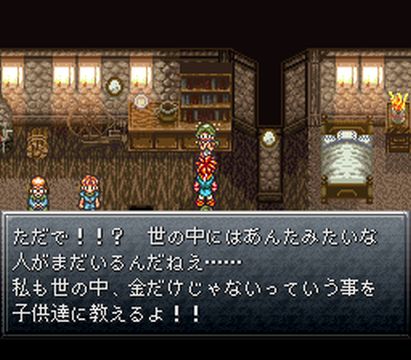 ただで！！？　世の中にはあんたみたいな
人がまだいるんだねえ……
私も世の中、金だけじゃないっていう事を
子供達に教えるよ！！